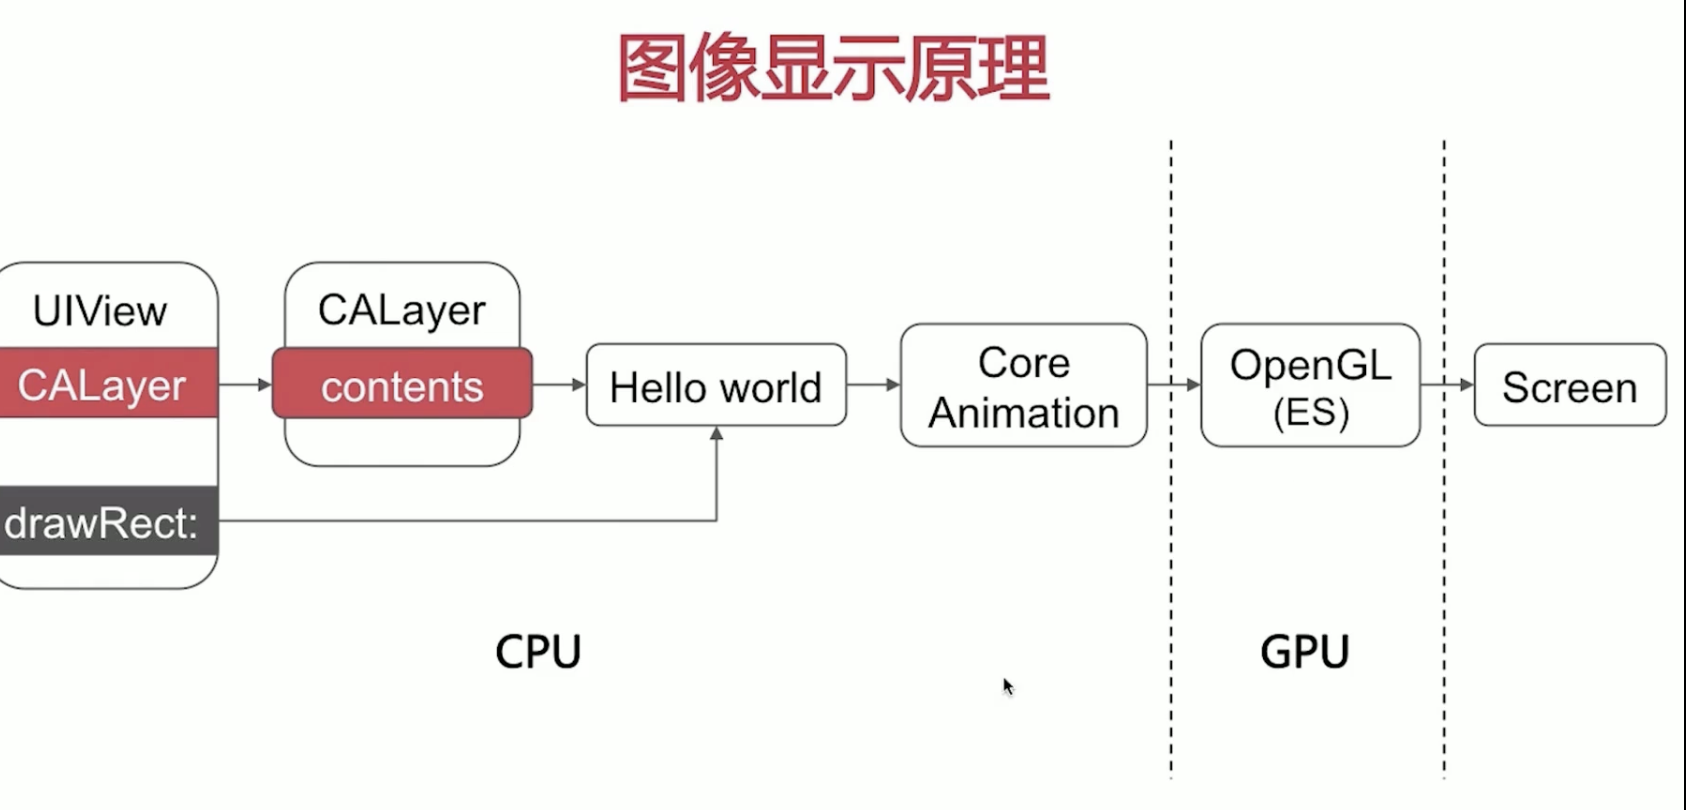 图像显示原理
UIView
CALayer
drawRect:
CALayer
contents
Hello world
Core
Animation
OpenGL
(ES)
Screen
CPU
GPU